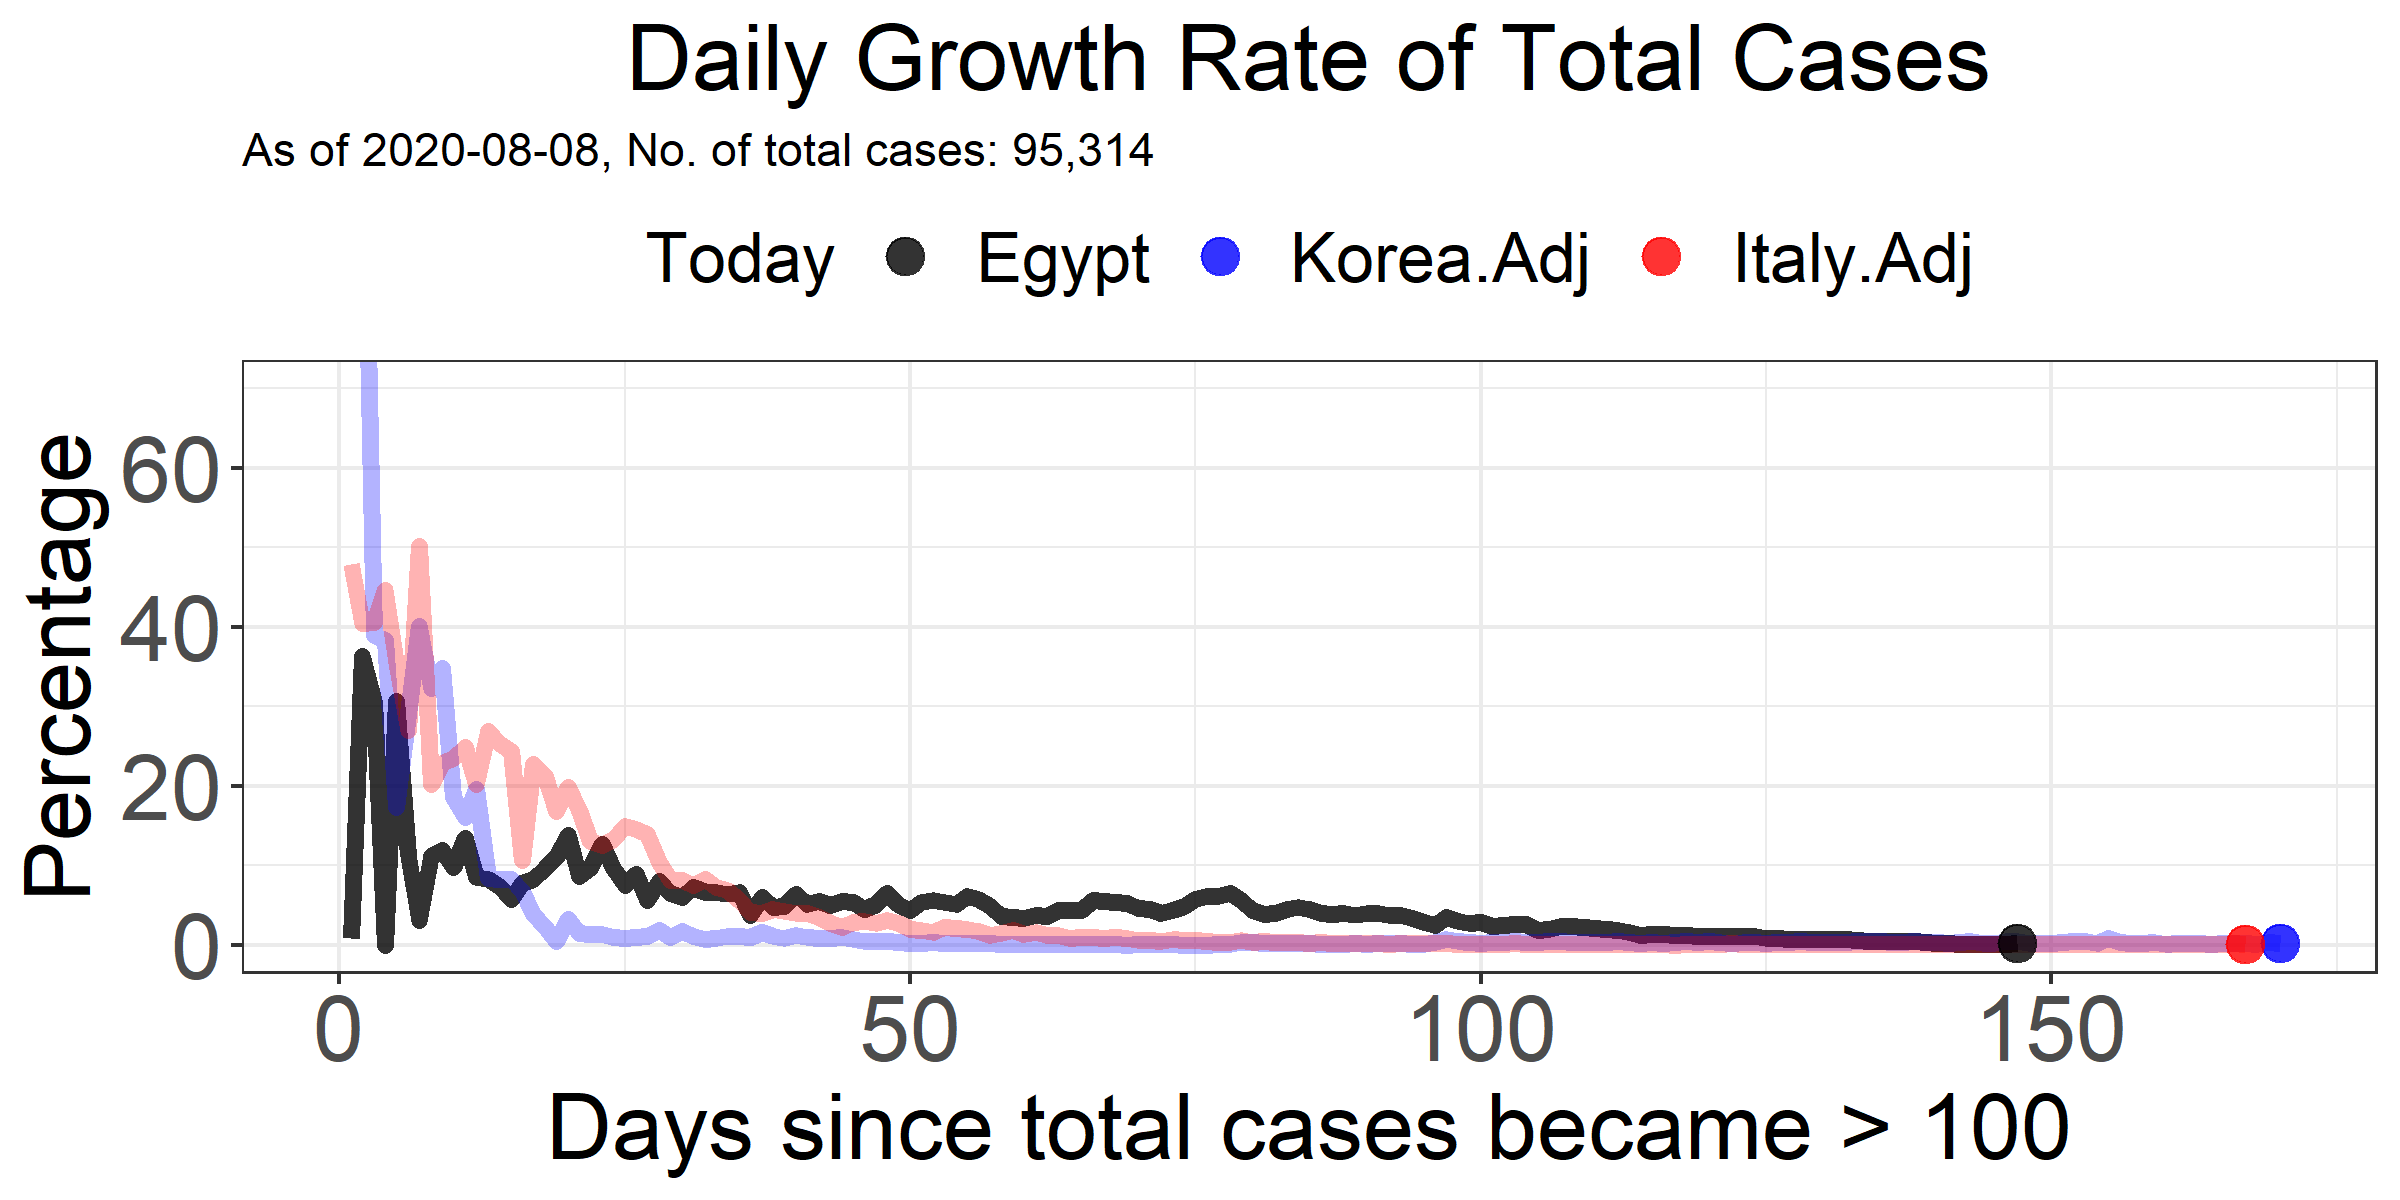 Daily Growth Rate of Total Cases
As of 2020-08-08, No. of total cases: 95,314
Today Egypt Korea.Adj Italy.Adj
Percentage
60
40
20
0
0 50 100 150
Days since total cases became > 100